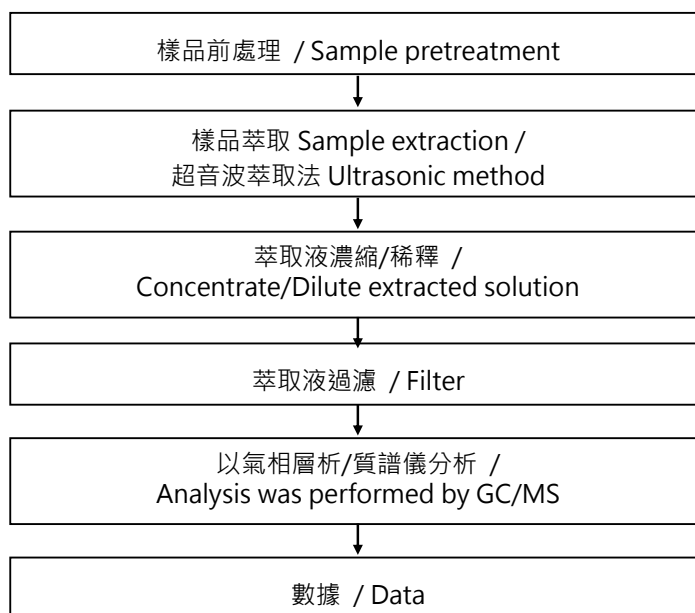 樣品前處理 / Sample pretreatment
樣品萃取 Sample extraction /
超音波萃取法 Ultrasonic method
萃取液濃縮/稀釋 /
Concentrate/Dilute extracted solution
萃取液過濾 / Filter
以氣相層析/質譜儀分析 /
Analysis was performed by GC/MS
數據 / Data